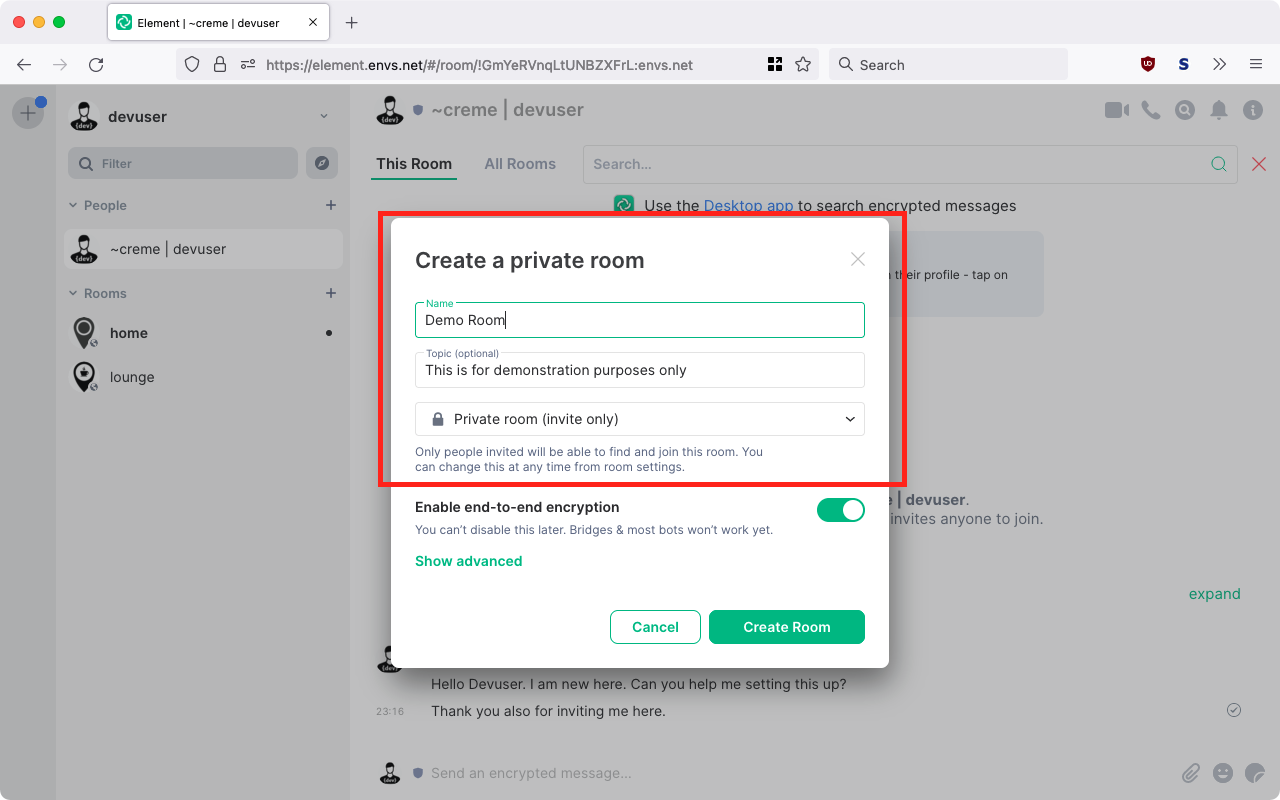 Element | ~creme | devuser
https://element.envs.net/#/room/!GmYeRVnqLtUNBZXFrL:envs.net
Search
devuser
~creme | devuser
Filter
This Room
All Rooms
Search...
People
Use the Desktop app to search encrypted messages
~creme | devuser
Rooms
home
lounge
their profile - tap on
Create a private room
Name
Demo Room
Topic (optional)
This is for demonstration purposes only
Private room (invite only)
Only people invited will be able to find and join this room. You
can change this at any time from room settings.
Enable end-to-end encryption
| devuser.
You can’t disable this later. Bridges & most bots won’t work yet.
invites anyone to join.
Show advanced
expand
Cancel
Create Room
Hello Devuser. I am new here. Can you help me setting this up?
23:16
Thank you also for inviting me here.
Send an encrypted message...